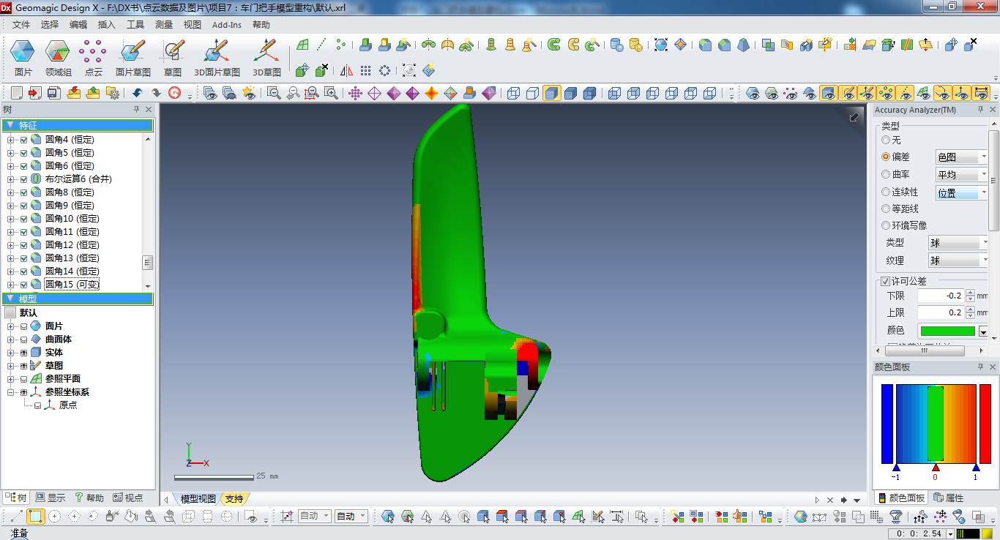 Geomagic Design X - F:\DX书\点云数据及图片\项目7：车门把手模型重构\默认.xrl
文件 选择 编辑 插入 工具 测量 视图 Add-Ins 帮助
面片 领域组 点云 面片草图 草图 3D面片草图 3D草图
树
特征
圆角4 (恒定)
圆角5 (恒定)
圆角6 (恒定)
布尔运算6 (合并)
圆角8 (恒定)
圆角9 (恒定)
圆角10 (恒定)
圆角11 (恒定)
圆角12 (恒定)
圆角13 (恒定)
圆角14 (恒定)
圆角15 (可变)
模型
默认
面片
曲面体
实体
草图
参照平面
参照坐标系
原点
树 显示 帮助 视点
Y
Z X
25 mm
模型视图 支持
Accuracy Analyzer(TM)
类型
无
偏差 色图
曲率 平均
连续性 位置
等距线
环境写像
类型 球
纹理 球
许可公差
下限 -0.2 mm
上限 0.2 mm
颜色
颜色面板
-1 0 1
颜色面板 属性
自动 自动
准备
0: 0: 2.54